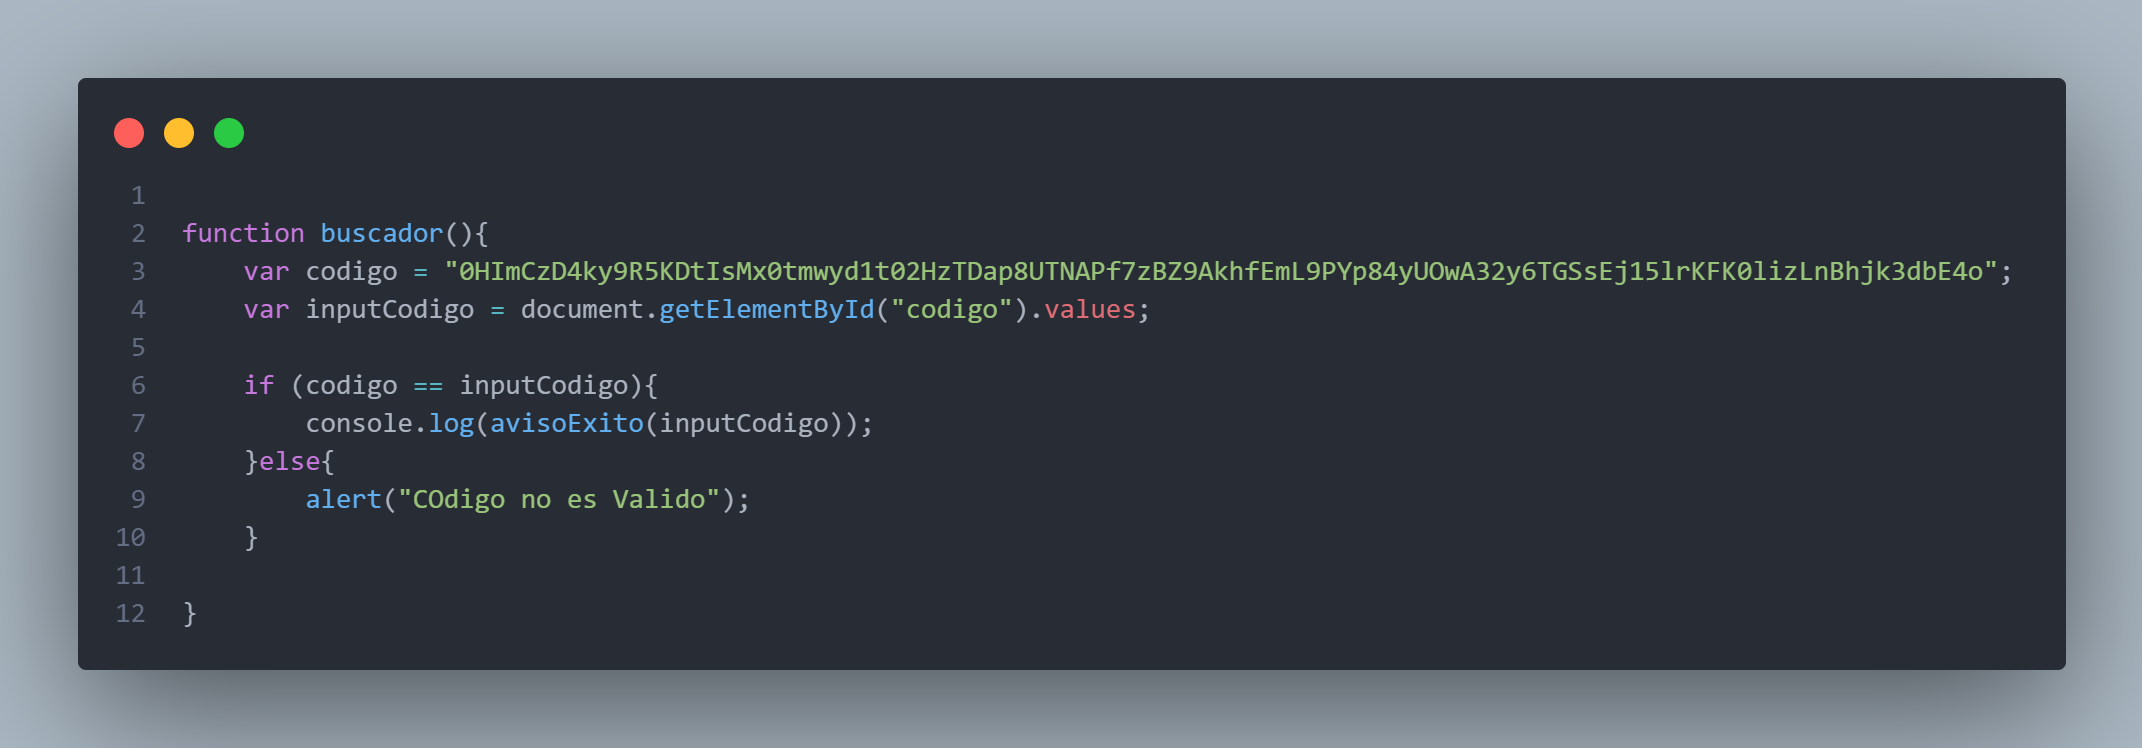 1
2 function buscador(){
3 var codigo = "0HImCzD4ky9R5KDtIsMx0tmwyd1t02HzTDap8UTNAPf7zBZ9AkhfEmL9PYp84yUOwA32y6TGSsEj15lrKFK0lizLnBhjk3dbE4o";
4 var inputCodigo = document.getElementById("codigo").values;
5
6 if (codigo == inputCodigo){
7 console.log(avisoExito(inputCodigo));
8 }else{
9 alert("COdigo no es Valido");
10 }
11
12 }